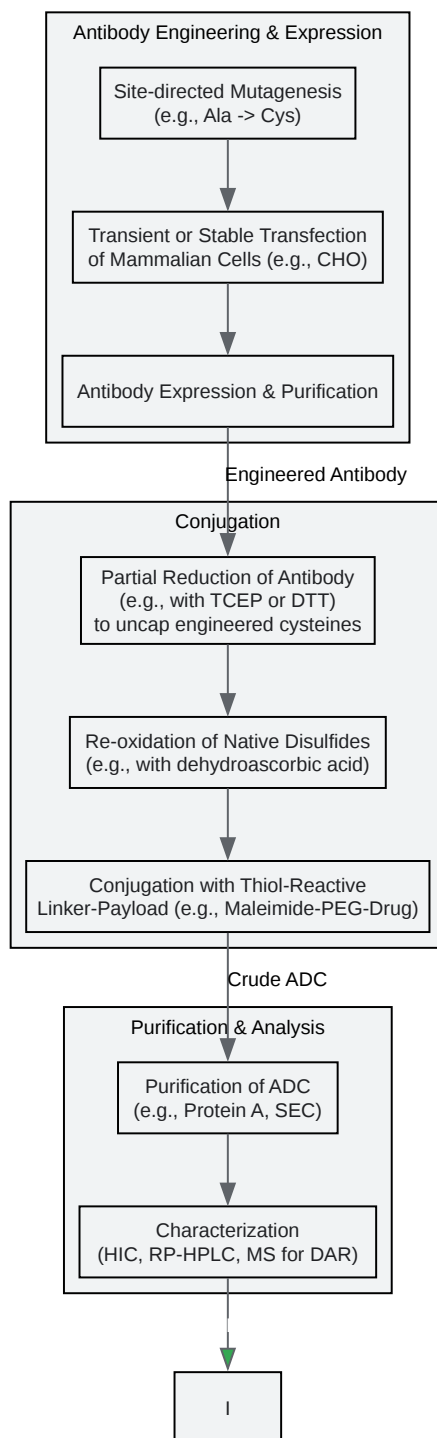 Antibody Engineering & Expression
Site-directed Mutagenesis
(e.g., Ala -> Cys)
Transient or Stable Transfection
of Mammalian Cells (e.g., CHO)
Antibody Expression & Purification
Engineered Antibody
Conjugation
Partial Reduction of Antibody
(e.g., with TCEP or DTT)
to uncap engineered cysteines
Re-oxidation of Native Disulfides
(e.g., with dehydroascorbic acid)
Conjugation with Thiol-Reactive
Linker-Payload (e.g., Maleimide-PEG-Drug)
Crude ADC
Purification & Analysis
Purification of ADC
(e.g., Protein A, SEC)
Characterization
(HIC, RP-HPLC, MS for DAR)
I